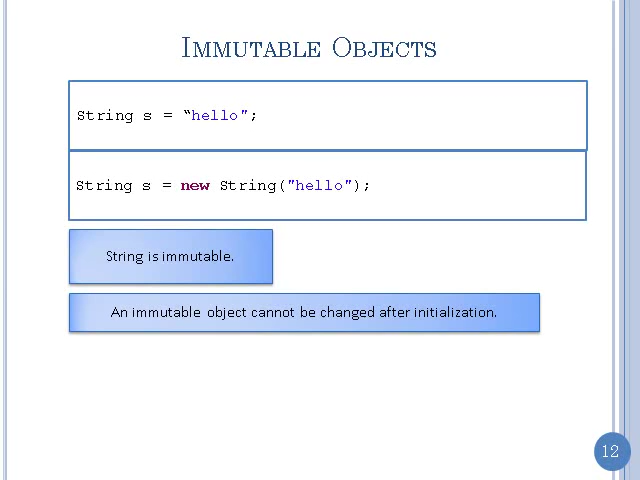 IMMUTABLE OBJECTS
String s = “hello";
String s = new String("hello");
String is immutable.
An immutable object cannot be changed after initialization.
12